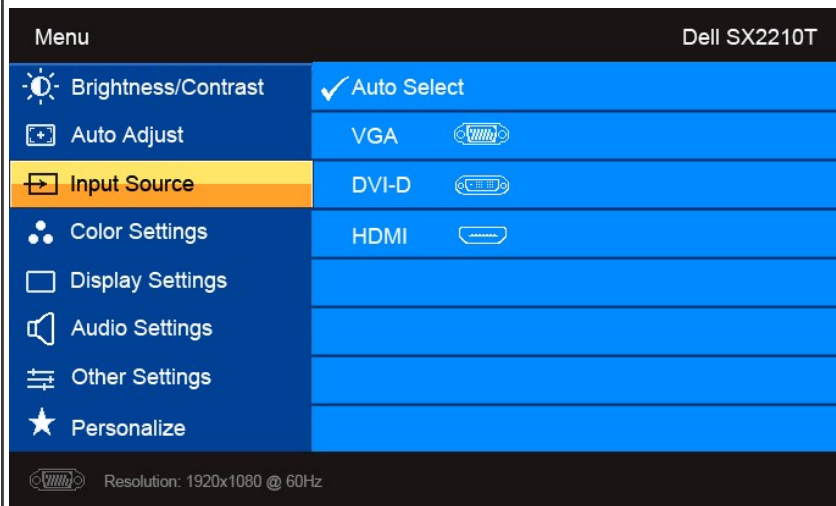 Menu Dell SX2210T
Brightness/Contrast Auto Select
Auto Adjust VGA
Input Source DVI-D
Color Settings HDMI
Display Settings
Audio Settings
Other Settings
Personalize
Resolution: 1920x1080 @ 60Hz